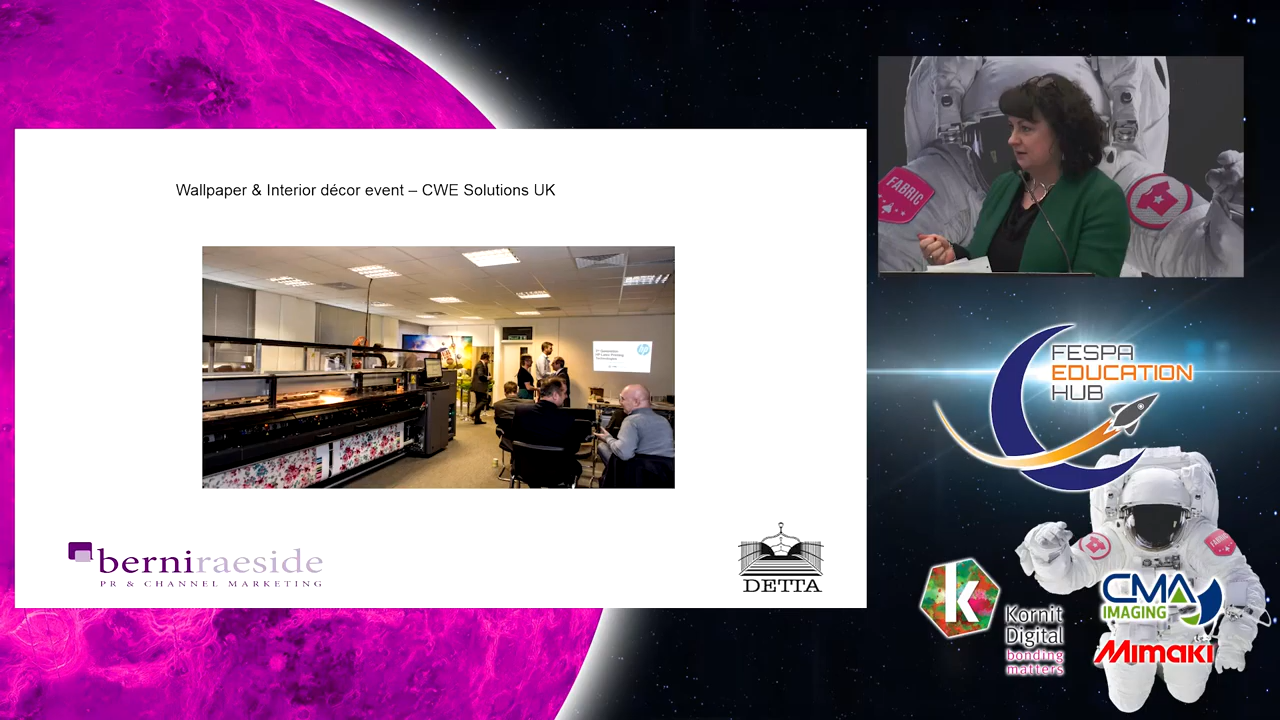 Wallpaper & Interior décor event – CWE Solutions UK
berniraeside
PR & CHANNEL MARKETING
DETTA
FABRIC
FESPA
EDUCATION
HUB
k
Kornit
Digital
bonding
matters
CMA
IMAGING
Mimaki
hp